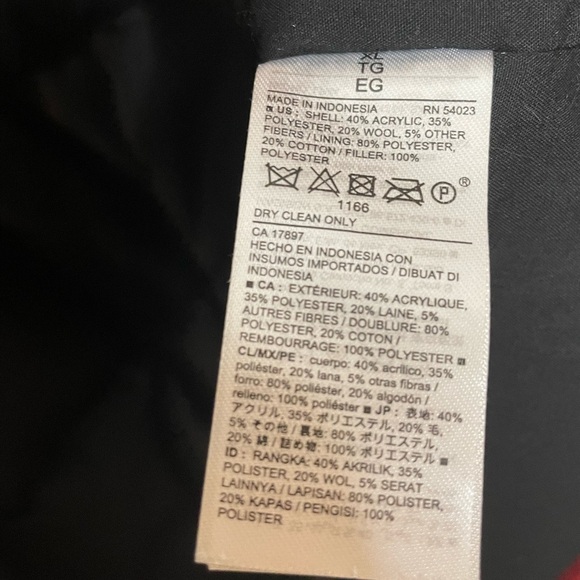 XL
TG
EG
MADE IN INDONESIA RN 54023
US : SHELL: 40% ACRYLIC, 35%
POLYESTER, 20% WOOL, 5% OTHER
FIBERS / LINING: 80% POLYESTER,
20% COTTON / FILLER: 100%
POLYESTER
P ®
1166
DRY CLEAN ONLY
CA 17897
HECHO EN INDONESIA CON
INSUMOS IMPORTADOS / DIBUAT DI
INDONESIA
■ CA : EXTÉRIEUR: 40% ACRYLIQUE,
35% POLYESTER, 20% LAINE, 5%
AUTRES FIBRES / DOUBLURE: 80%
POLYESTER, 20% COTON /
REMBOURRAGE: 100% POLYESTER ■
CL/MX/PE : cuerpo: 40% acrílico, 35%
poliéster, 20% lana, 5% otras fibras /
forro: 80% poliéster, 20% algodón /
relleno: 100% poliéster ■ JP : 表地: 40%
アクリル, 35% ポリエステル, 20% 毛,
5% その他 / 裏地: 80% ポリエステル,
20% 綿 / 詰め物: 100% ポリエステル ■
ID : RANGKA: 40% AKRILIK, 35%
POLISTER, 20% WOL, 5% SERAT
LAINNYA / LAPISAN: 80% POLISTER,
20% KAPAS / PENGISI: 100%
POLISTER